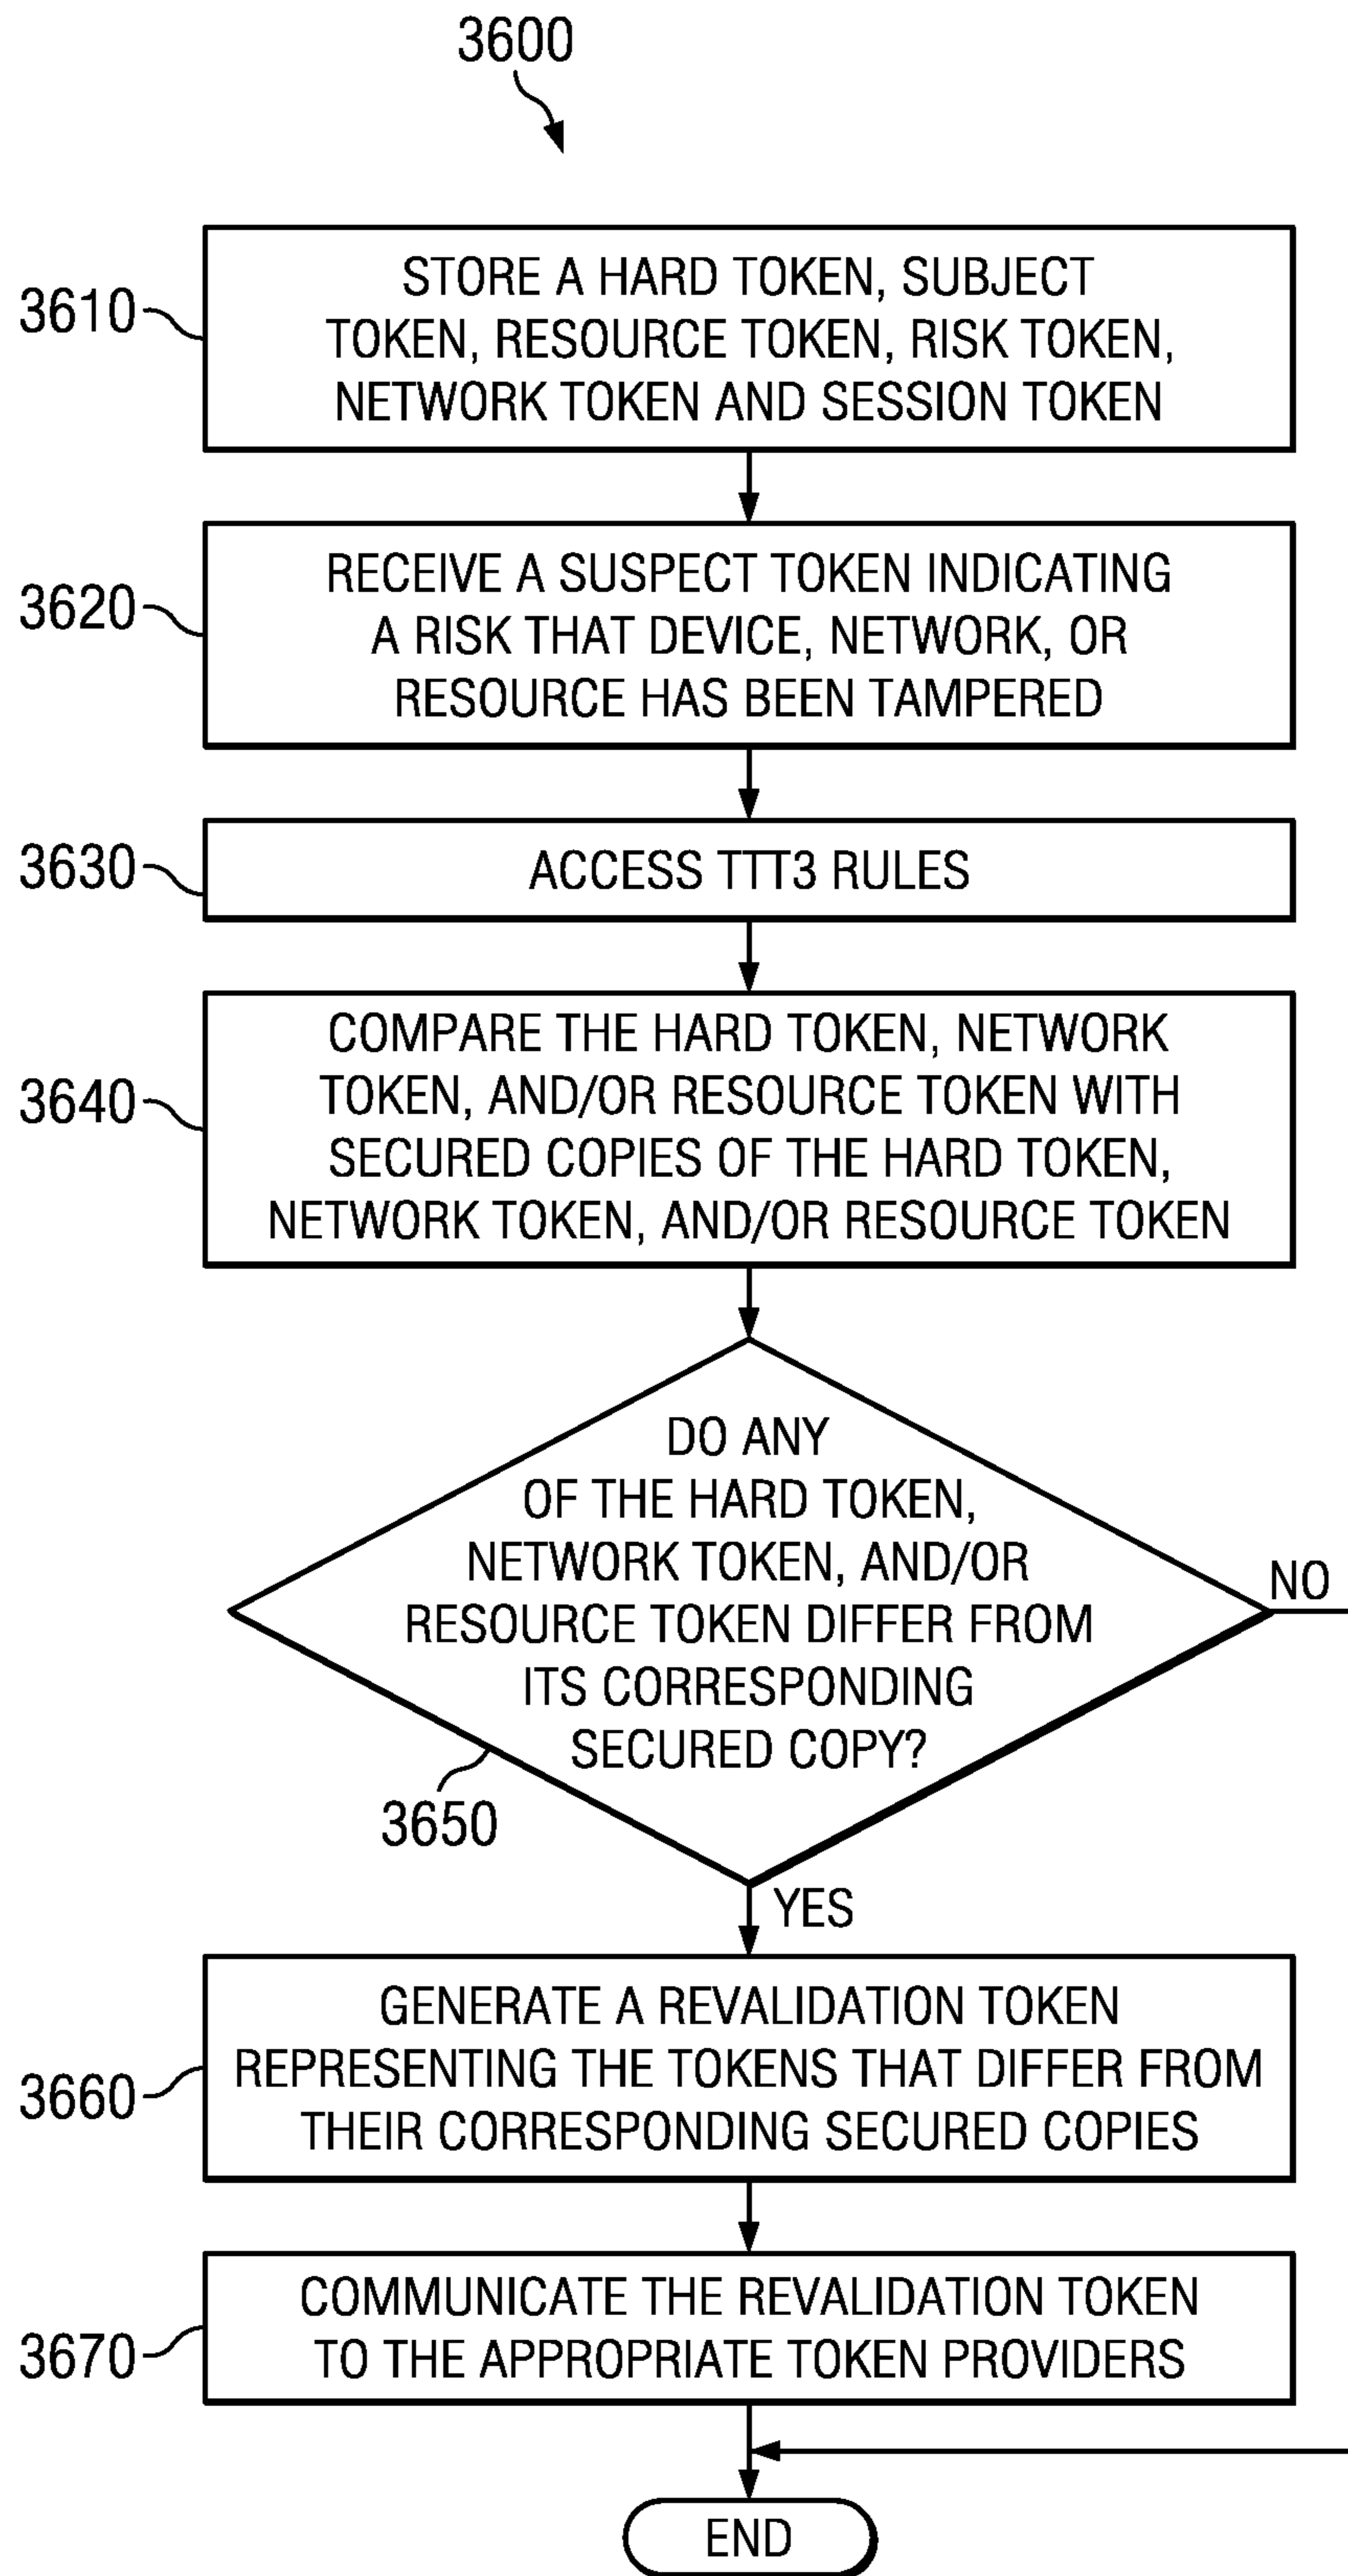 3600
3610
STORE A HARD TOKEN, SUBJECT
TOKEN, RESOURCE TOKEN, RISK TOKEN,
NETWORK TOKEN AND SESSION TOKEN
3620
RECEIVE A SUSPECT TOKEN INDICATING
A RISK THAT DEVICE, NETWORK, OR
RESOURCE HAS BEEN TAMPERED
3630
ACCESS TTT3 RULES
3640
COMPARE THE HARD TOKEN, NETWORK
TOKEN, AND/OR RESOURCE TOKEN WITH
SECURED COPIES OF THE HARD TOKEN,
NETWORK TOKEN, AND/OR RESOURCE TOKEN
DO ANY
OF THE HARD TOKEN,
NETWORK TOKEN, AND/OR
RESOURCE TOKEN DIFFER FROM
ITS CORRESPONDING
SECURED COPY?
NO
3650
YES
3660
GENERATE A REVALIDATION TOKEN
REPRESENTING THE TOKENS THAT DIFFER FROM
THEIR CORRESPONDING SECURED COPIES
3670
COMMUNICATE THE REVALIDATION TOKEN
TO THE APPROPRIATE TOKEN PROVIDERS
END